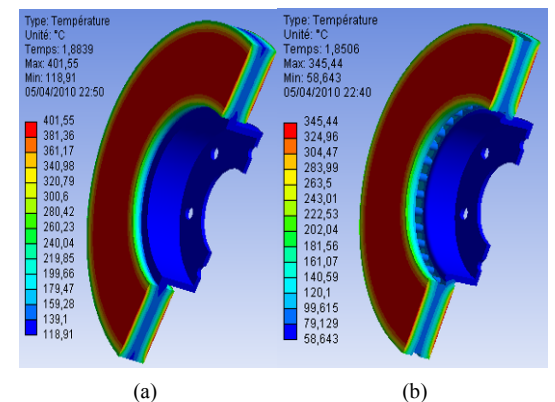 Type: Température
Unité: °C
Temps: 1,8839
Max: 401,55
Min: 118,91
05/04/2010 22:50
401,55
381,36
361,17
340,98
320,79
300,6
280,42
260,23
240,04
219,85
199,66
179,47
159,28
139,1
118,91
Type: Température
Unité: °C
Temps: 1,8506
Max: 345,44
Min: 58,643
05/04/2010 22:40
345,44
324,96
304,47
283,99
263,5
243,01
222,53
202,04
181,56
161,07
140,59
120,1
99,615
79,129
58,643
(a)
(b)